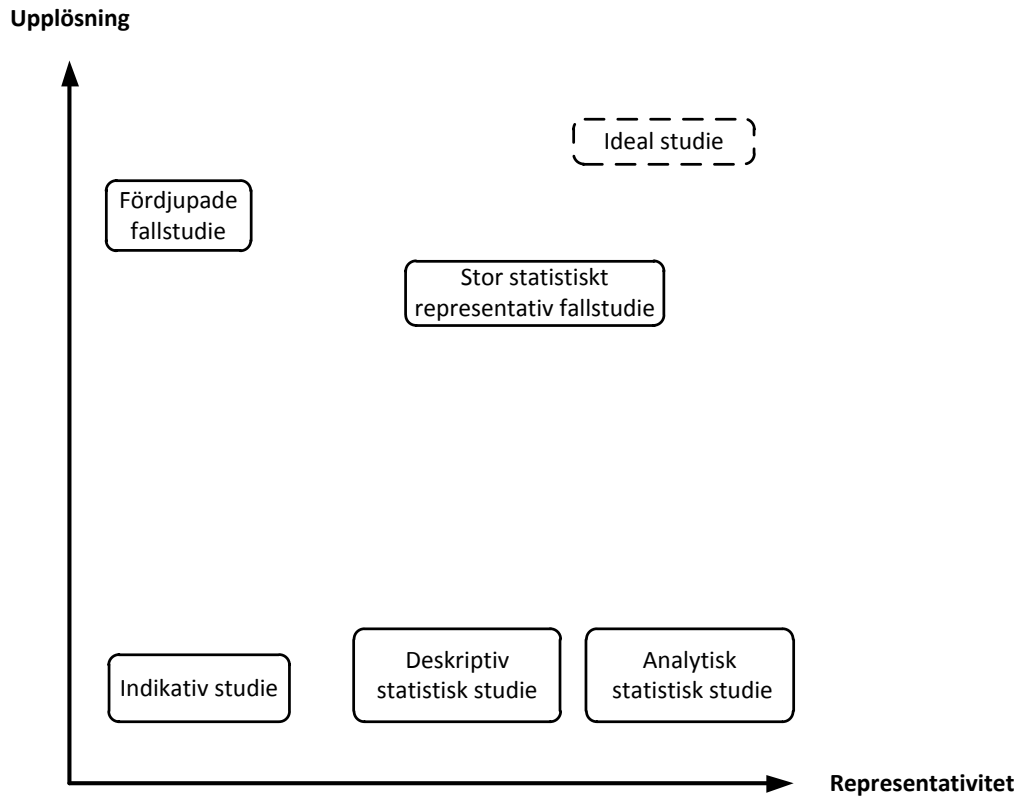 Upplösning
Ideal studie
Fördjupade
fallstudie
Stor statistiskt
representativ fallstudie
Indikativ studie
Deskriptiv
statistisk studie
Analytisk
statistisk studie
Representativitet